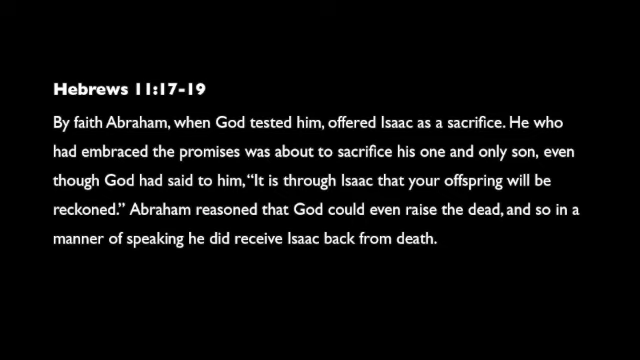 Hebrews 11:17-19
By faith Abraham, when God tested him, offered Isaac as a sacrifice. He who
had embraced the promises was about to sacrifice his one and only son, even
though God had said to him, “It is through Isaac that your offspring will be
reckoned.” Abraham reasoned that God could even raise the dead, and so in a
manner of speaking he did receive Isaac back from death.